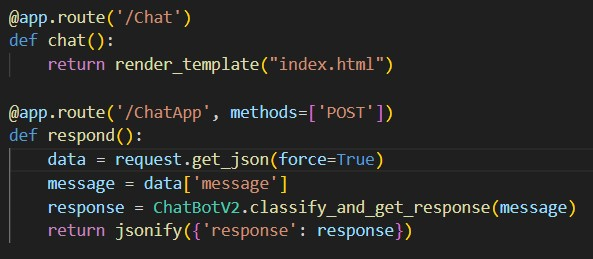 @app.route('/Chat')
def chat():
    return render_template("index.html")

@app.route('/ChatApp', methods=['POST'])
def respond():
    data = request.get_json(force=True)
    message = data['message']
    response = ChatBotV2.classify_and_get_response(message)
    return jsonify({'response': response})